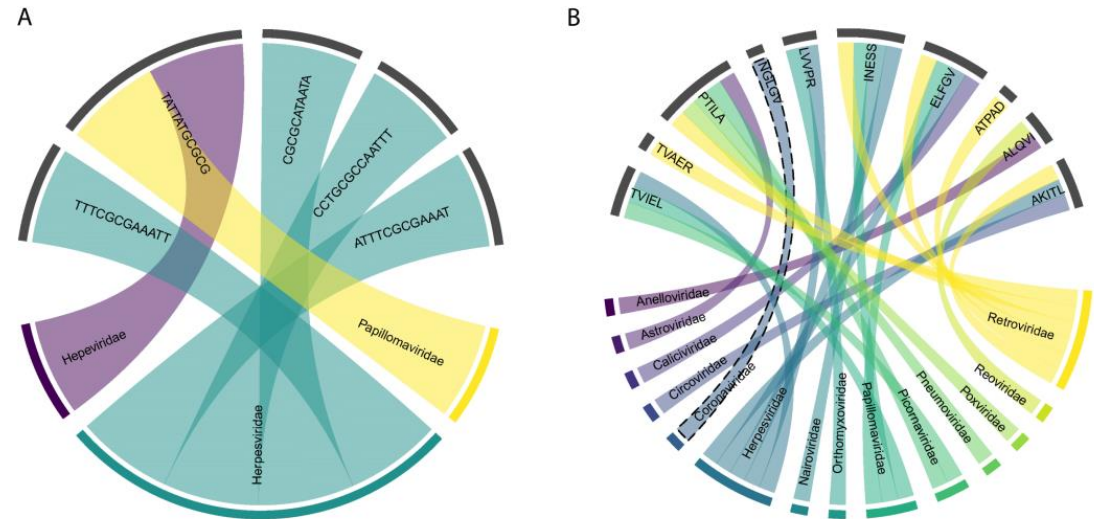 A
TTTCGCGAAATT
TATTATGCGCG
CGCGCATAATA
CCTGCGCCAATTT
ATTTCGCGAAAT
Hepeviridae
Herpesviridae
Papillomaviridae
B
TVIEL
TVAER
PTILA
INGLGV
LVVPR
INESS
ELFGV
ATPAD
ALQVI
AKITL
Anelloviridae
Astroviridae
Caliciviridae
Circoviridae
Coronaviridae
Herpesviridae
Nairoviridae
Orthomyxoviridae
Papillomaviridae
Picornaviridae
Pneumoviridae
Poxviridae
Reoviridae
Retroviridae